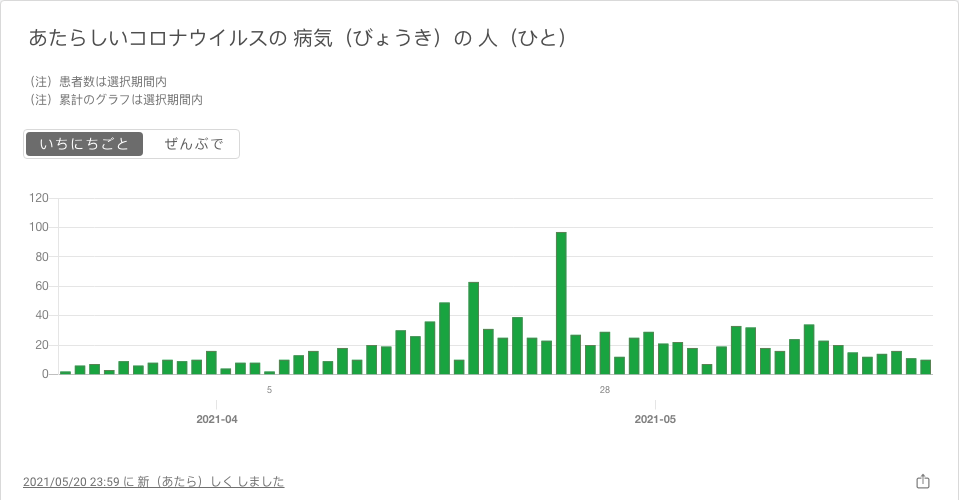 あたらしいコロナウイルスの 病気（びょうき）の 人（ひと）
（注）患者数は選択期間内
（注）累計のグラフは選択期間内
いちにちごと ぜんぶで
120
100
80
60
40
20
0
5 28
2021-04 2021-05
2021/05/20 23:59 に 新（あたら）しく しました